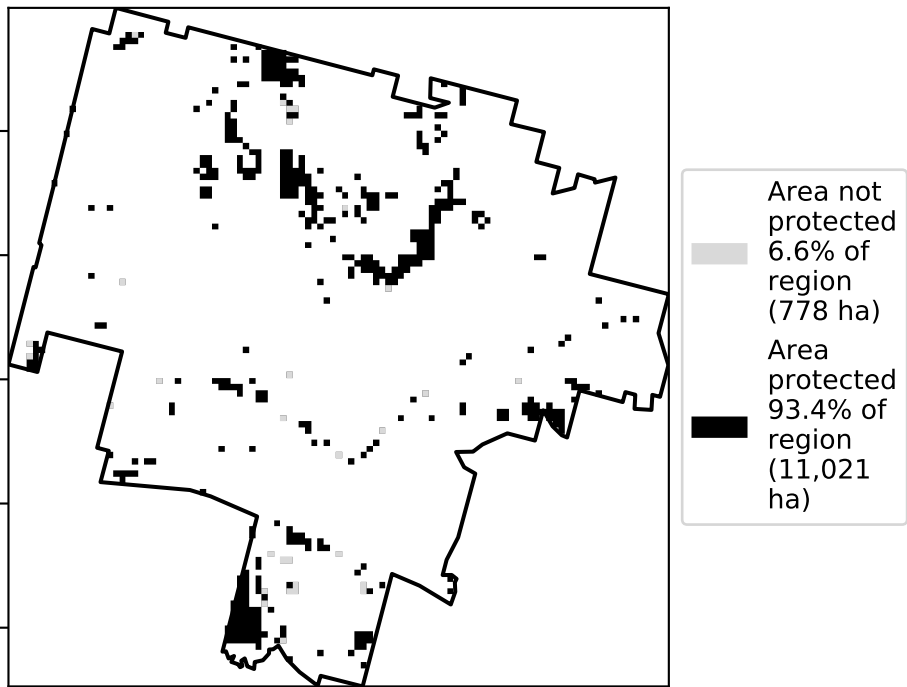 Area not
protected
6.6% of
region
(778 ha)
Area
protected
93.4% of
region
(11,021
ha)